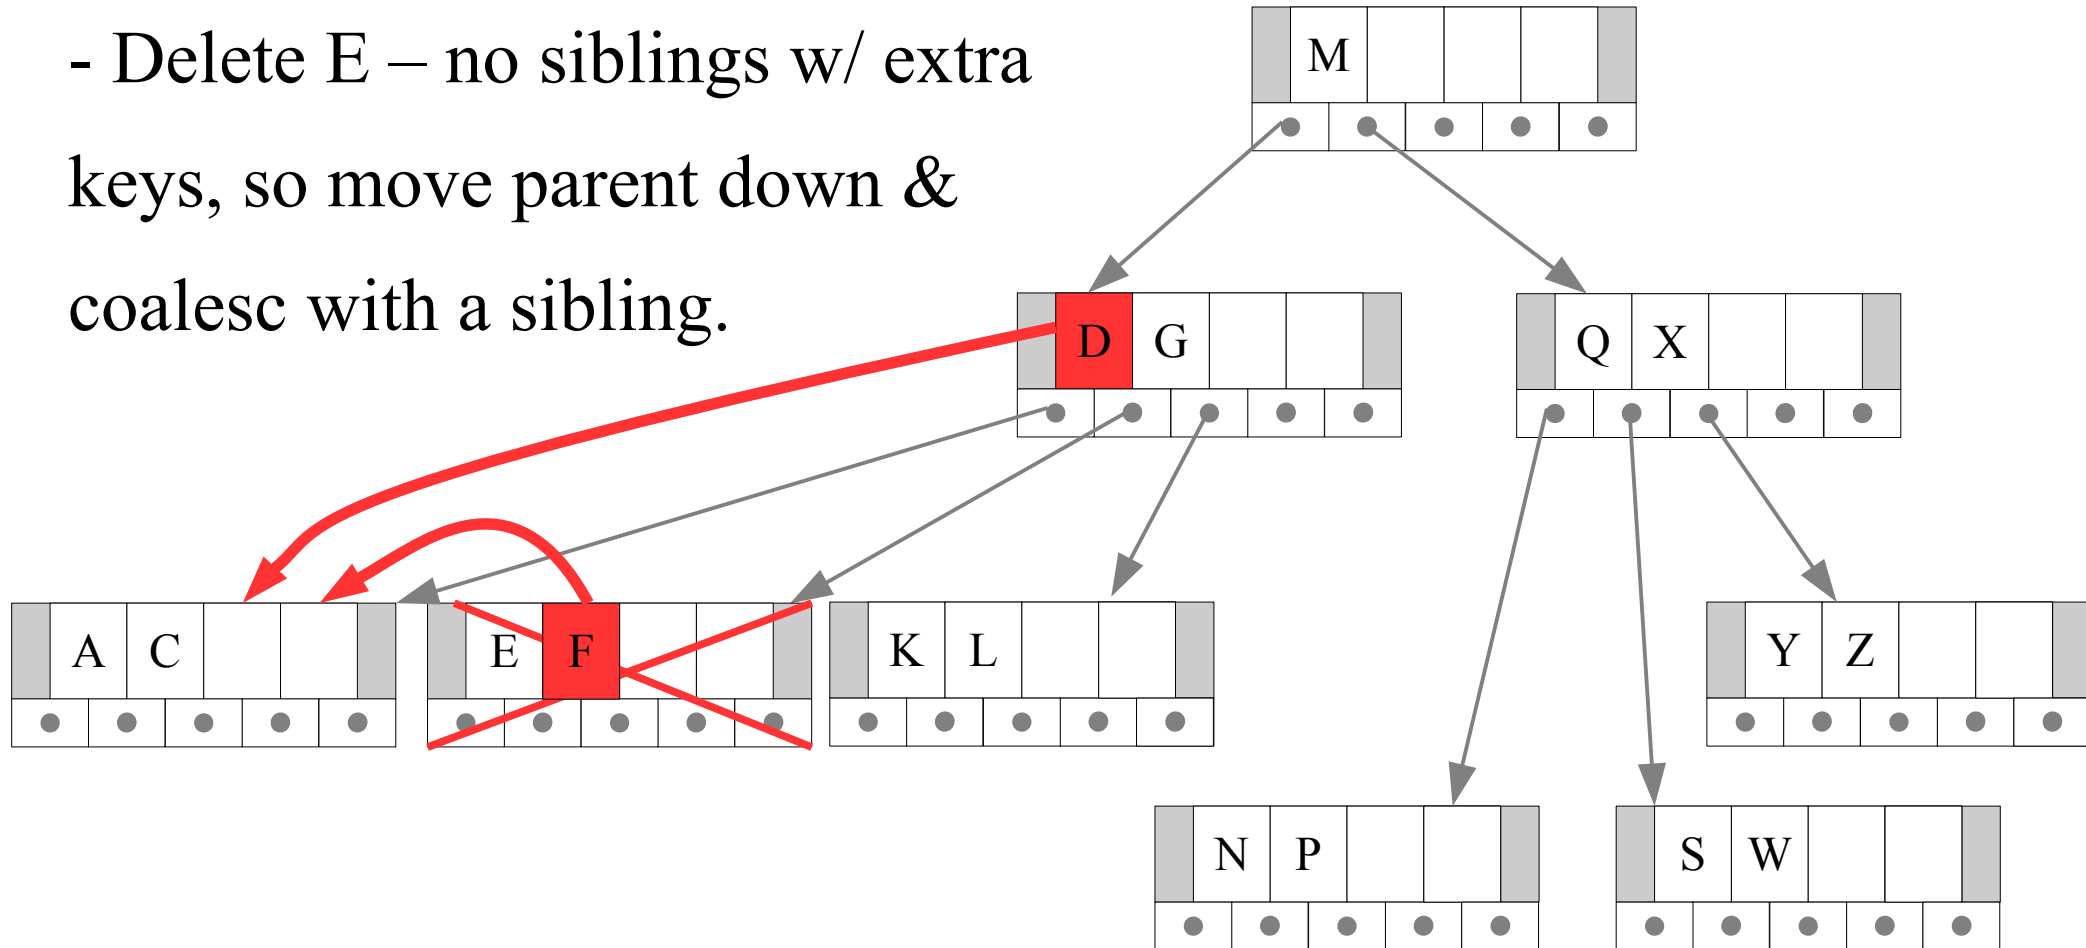 - Delete E – no siblings w/ extra
keys, so move parent down &
coalesc with a sibling.
M
D G
Q X
A C
E F
K L
Y Z
N P
S W